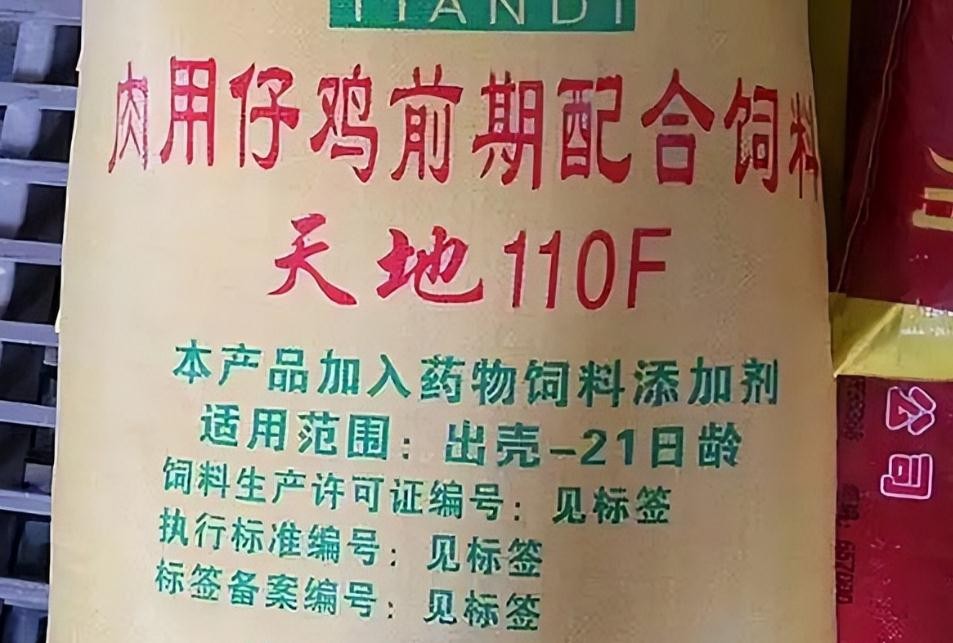 TIANDI
肉用仔鸡前期配合饲料
天地110F
本产品加入药物饲料添加剂
适用范围：出壳-21日龄
饲料生产许可证编号：见标签
执行标准编号：见标签
标签备案编号：见标签
公司